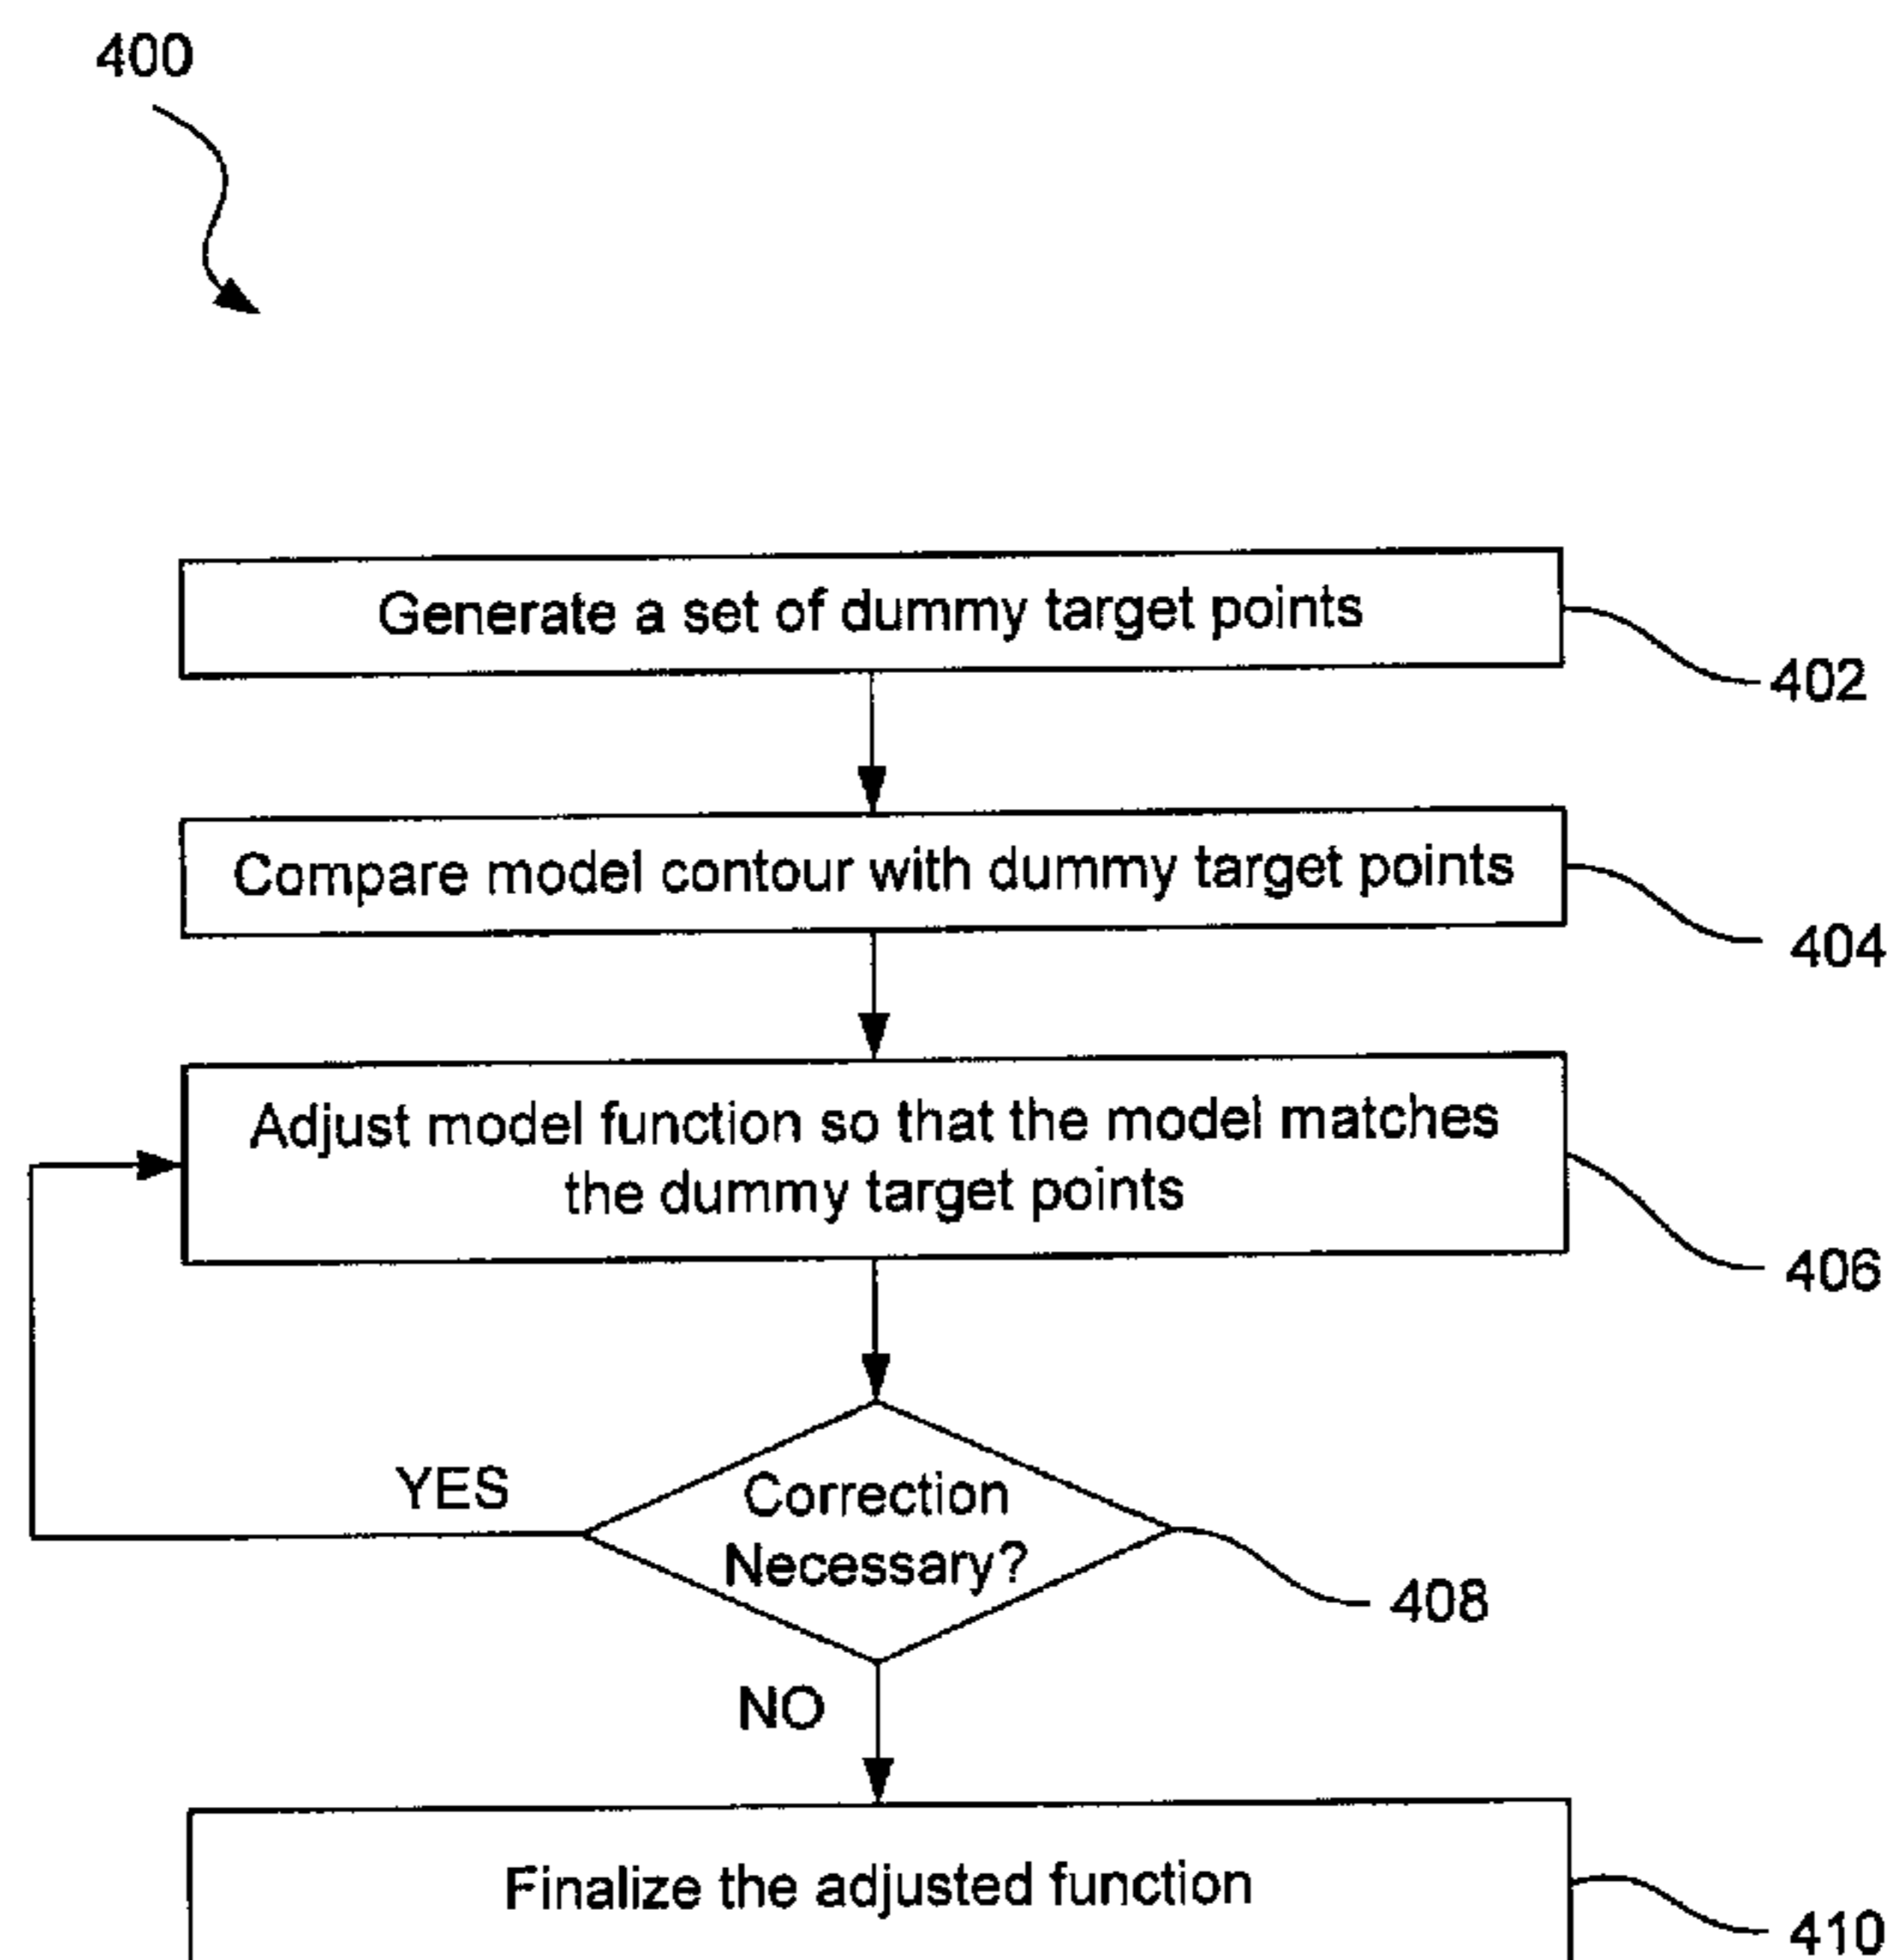 400
Generate a set of dummy target points
402
Compare model contour with dummy target points
404
Adjust model function so that the model matches
the dummy target points
406
YES
Correction
Necessary?
408
NO
Finalize the adjusted function
410